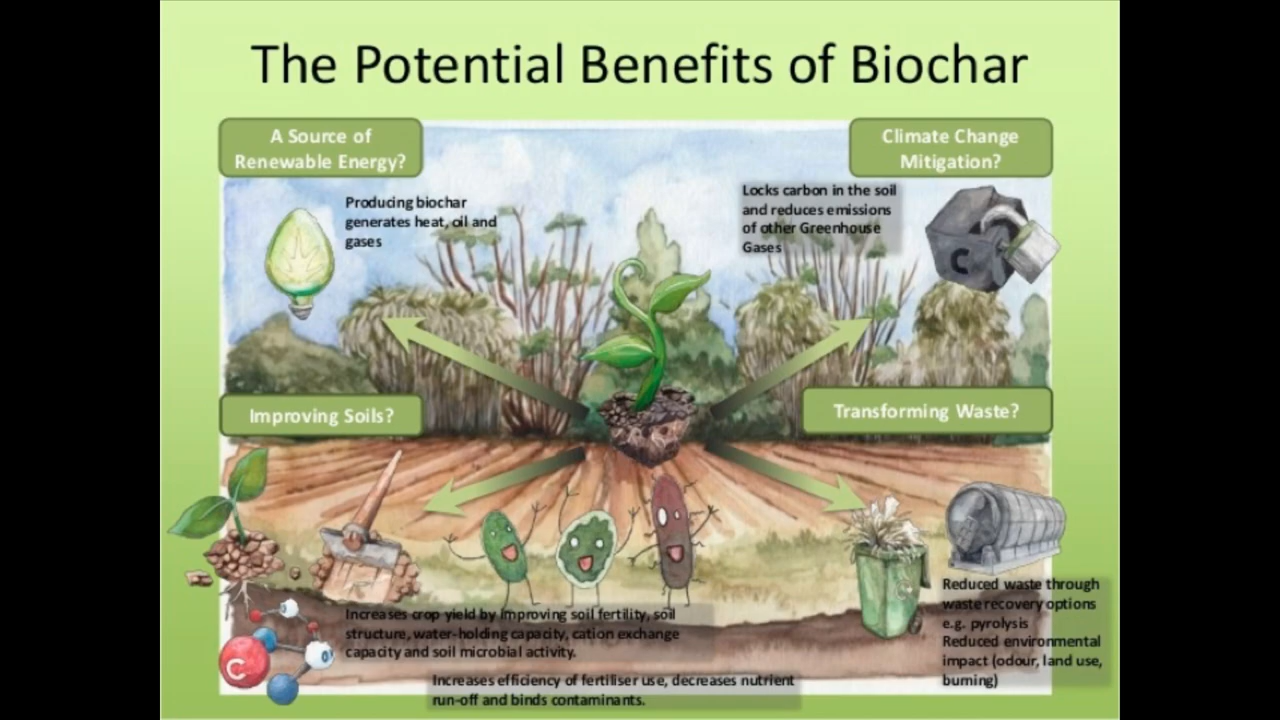 The Potential Benefits of Biochar
A Source of
Renewable Energy?
Producing biochar
generates heat, oil and
gases
Climate Change
Mitigation?
Locks carbon in the soil
and reduces emissions
of other Greenhouse
Gases
C
Improving Soils?
Increases crop yield by improving soil fertility, soil
structure, water-holding capacity, cation exchange
capacity and soil microbial activity.
Increases efficiency of fertiliser use, decreases nutrient
run-off and binds contaminants.
C
Transforming Waste?
Reduced waste through
waste recovery options
e.g. pyrolysis
Reduced environmental
impact (odour, land use,
burning)